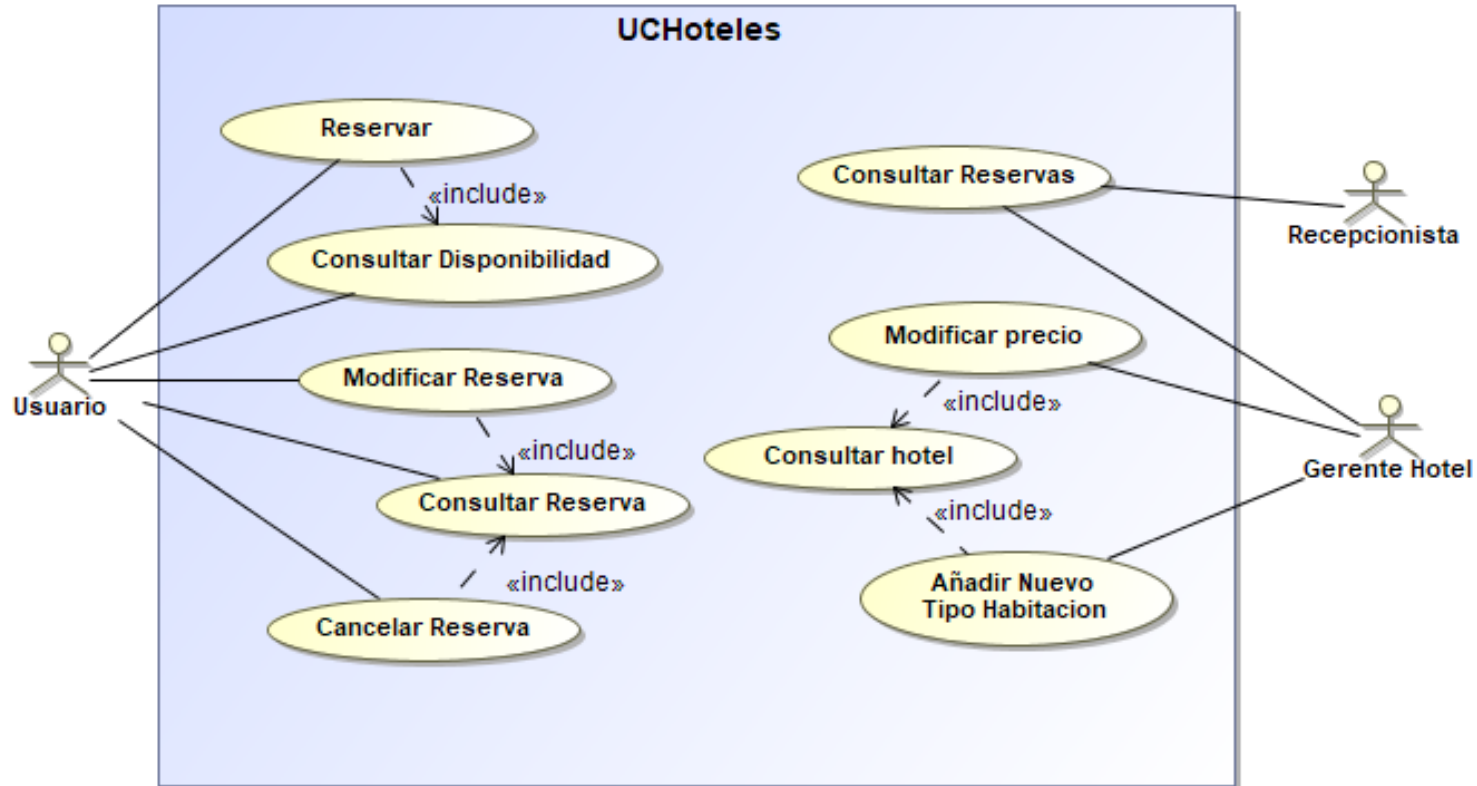 UCHoteles
Reservar
«include»
Consultar Disponibilidad
Modificar Reserva
«include»
Consultar Reserva
«include»
Cancelar Reserva
Usuario
Consultar Reservas
Modificar precio
«include»
Consultar hotel
«include»
Añadir Nuevo
Tipo Habitacion
Recepcionista
Gerente Hotel